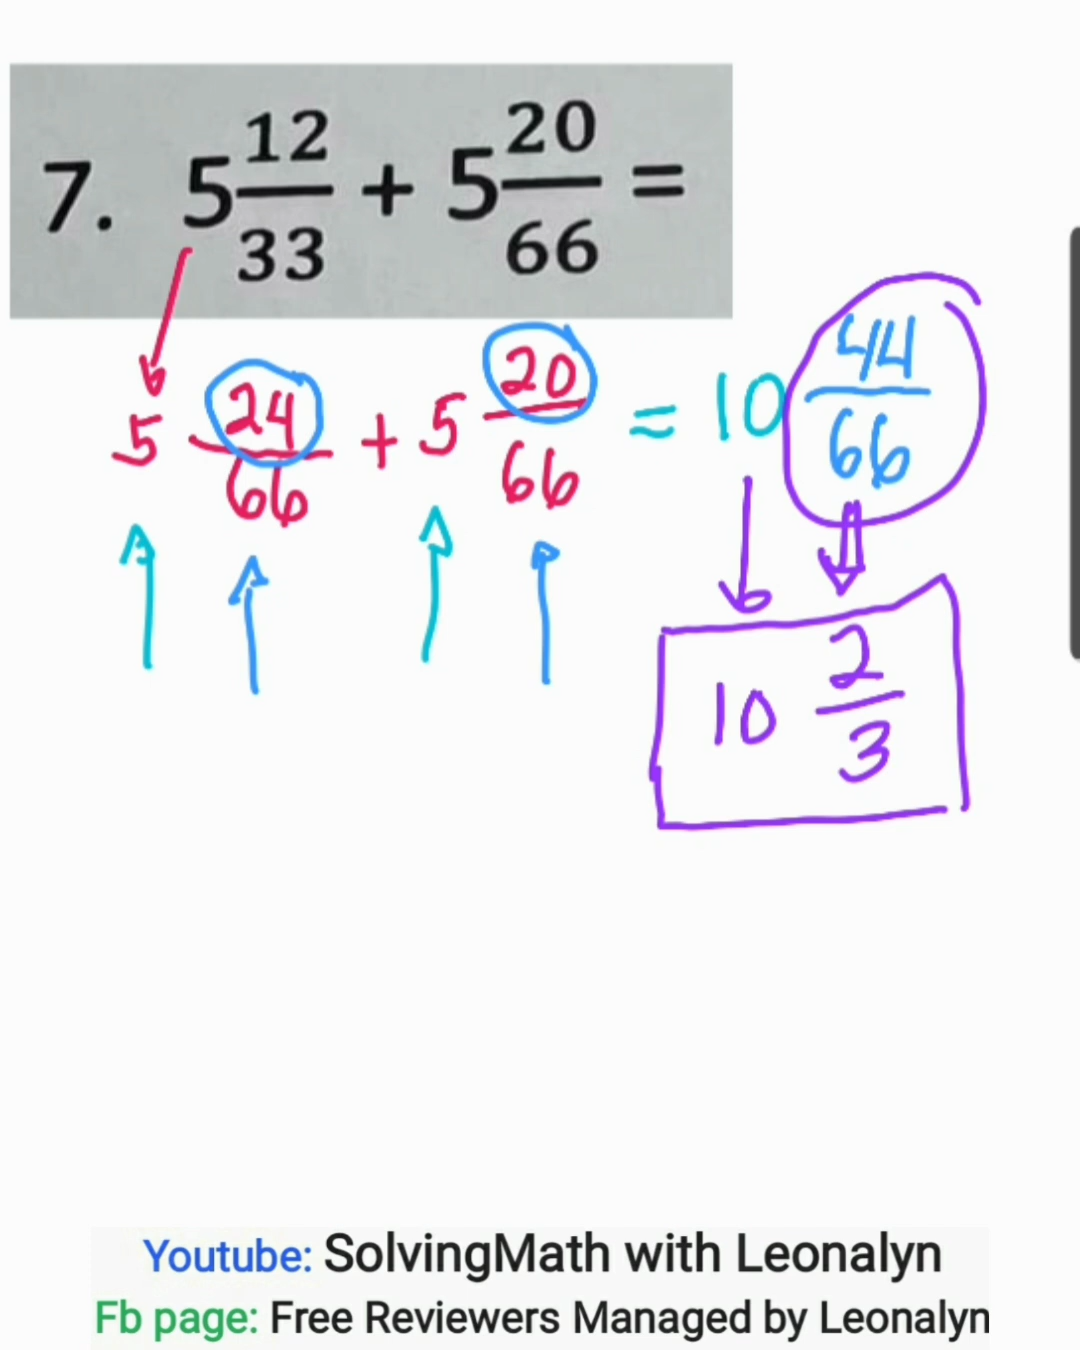 7. 5 12/33 + 5 20/66 =
5 24/66 + 5 20/66 = 10 44/66
10 2/3
Youtube: SolvingMath with Leonalyn
Fb page: Free Reviewers Managed by Leonalyn